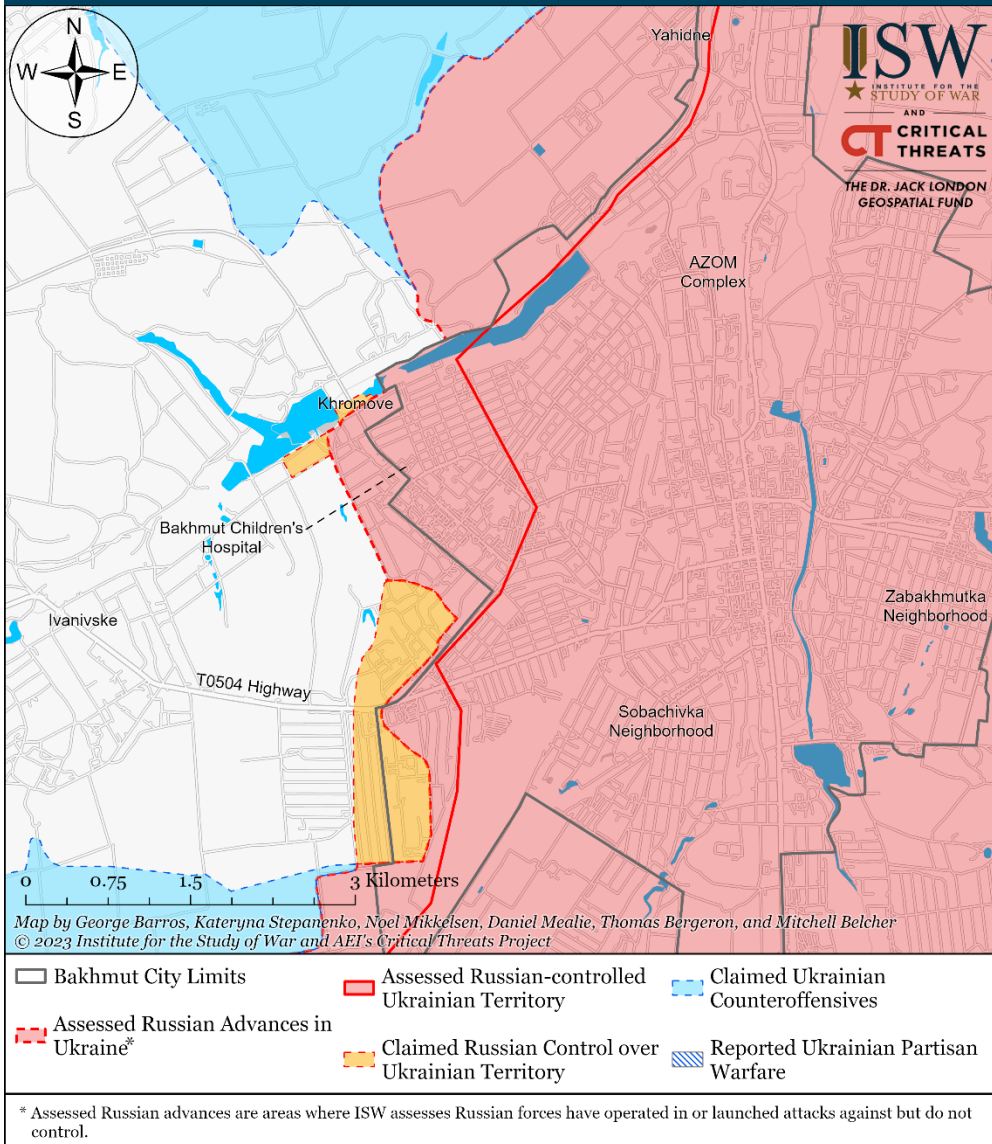 N
W E
S
Yahidne
ISW
INSTITUTE FOR THE
STUDY OF WAR
AND
CT CRITICAL
THREATS
THE DR. JACK LONDON
GEOSPATIAL FUND
AZOM
Complex
Khromove
Bakhmut Children's
Hospital
Ivanivske
Zabakhmutka
Neighborhood
T0504 Highway
Sobachivka
Neighborhood
0 0.75 1.5 3 Kilometers
Map by George Barros, Kateryna Stepanenko, Noel Mikkelsen, Daniel Mealie, Thomas Bergeron, and Mitchell Belcher
© 2023 Institute for the Study of War and AEI's Critical Threats Project
Bakhmut City Limits
Assessed Russian Advances in
Ukraine*
Assessed Russian-controlled
Ukrainian Territory
Claimed Russian Control over
Ukrainian Territory
Claimed Ukrainian
Counteroffensives
Reported Ukrainian Partisan
Warfare
* Assessed Russian advances are areas where ISW assesses Russian forces have operated in or launched attacks against but do not
control.